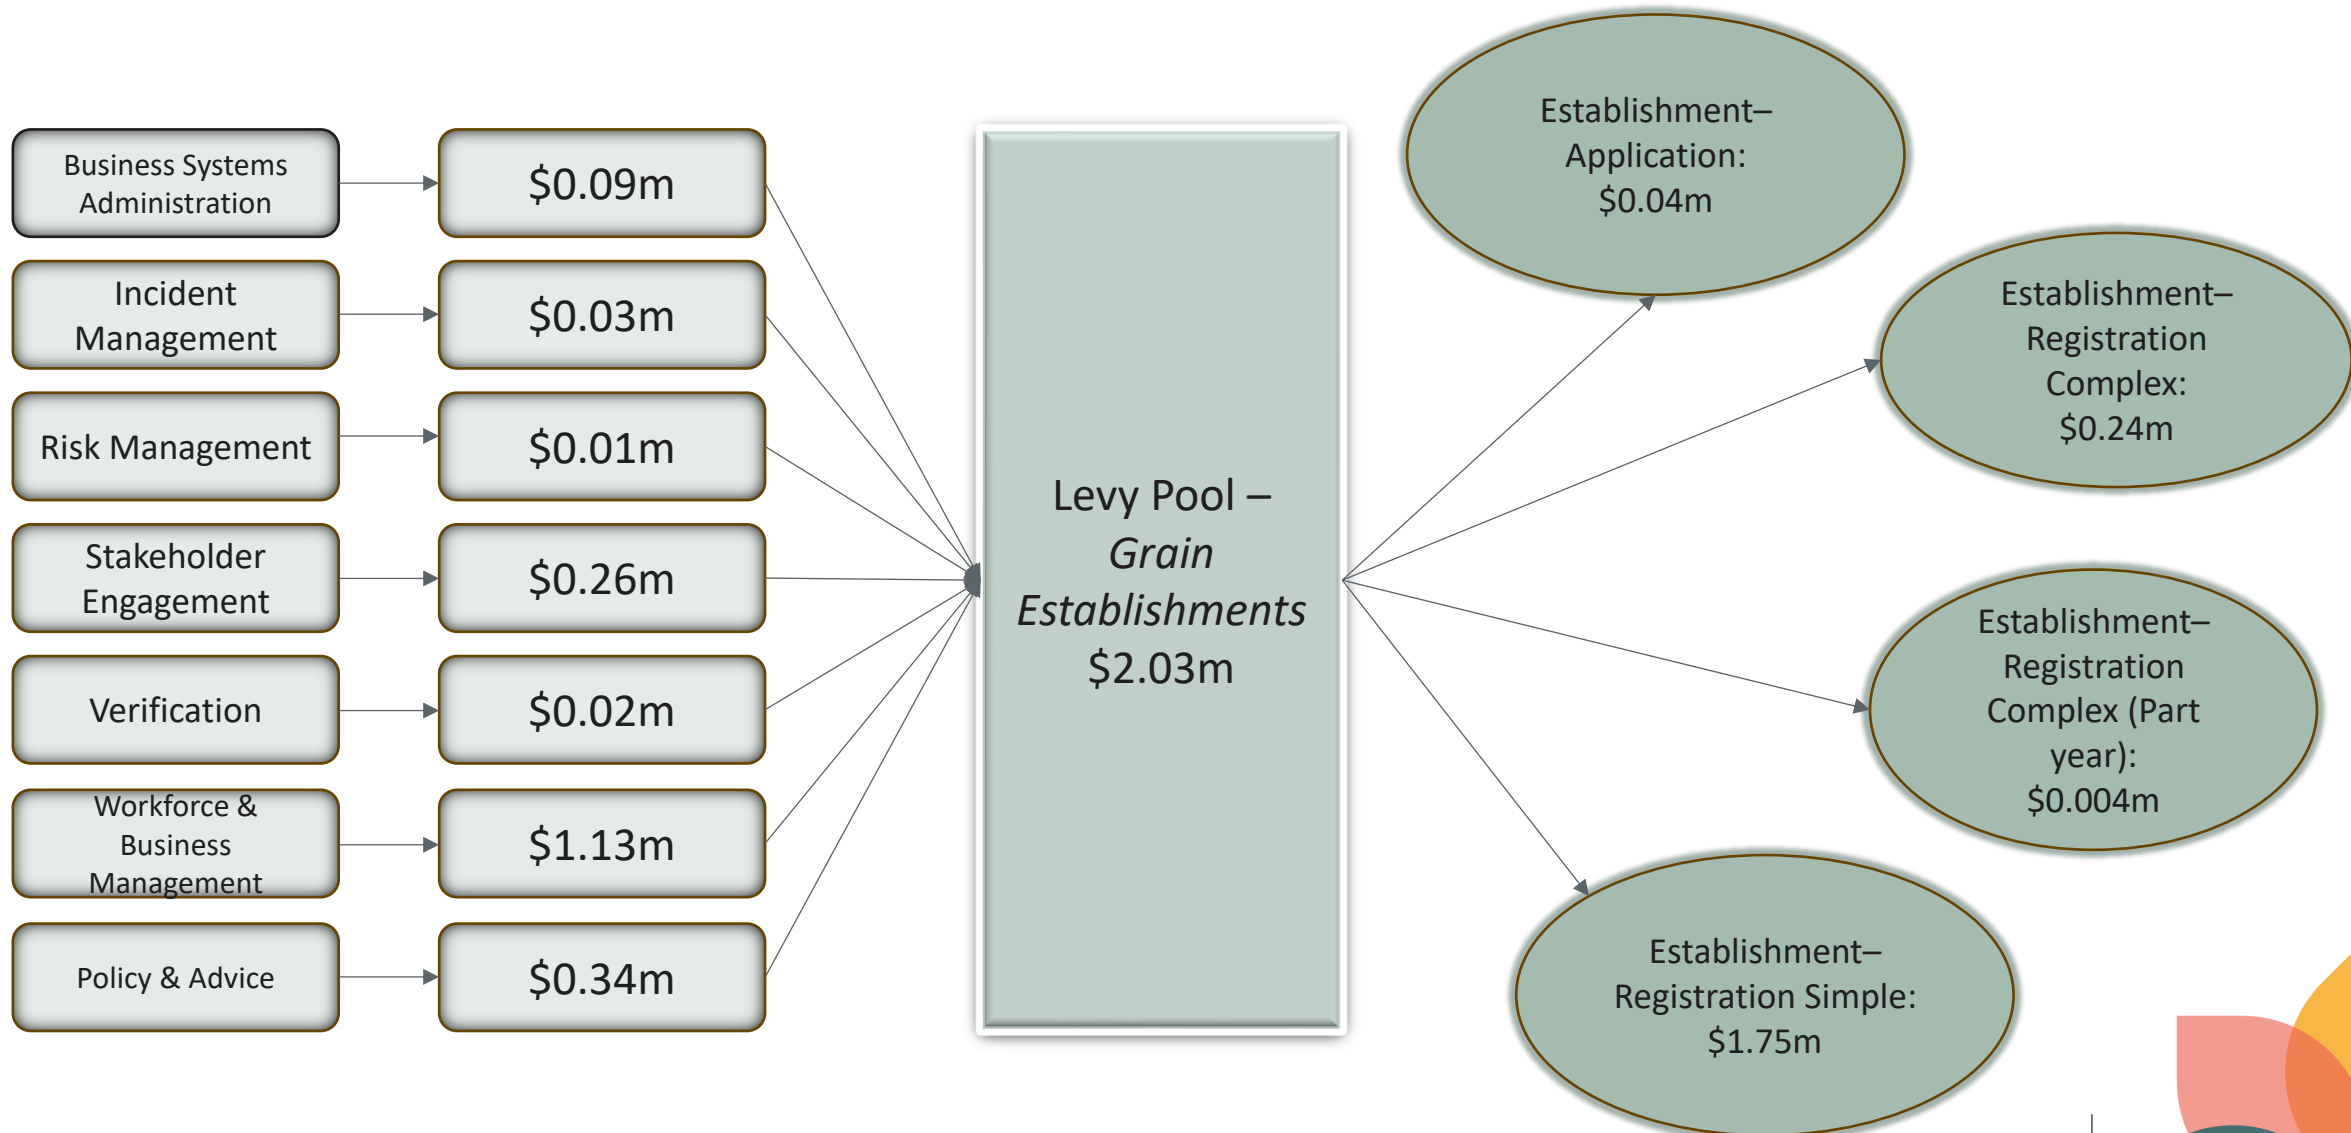 Business Systems
Administration
$0.09m
Incident
Management
$0.03m
Risk Management
$0.01m
Stakeholder
Engagement
$0.26m
Verification
$0.02m
Workforce &
Business
Management
$1.13m
Policy & Advice
$0.34m
Levy Pool –
Grain
Establishments
$2.03m
Establishment–
Application:
$0.04m
Establishment–
Registration
Complex:
$0.24m
Establishment–
Registration
Complex (Part
year):
$0.004m
Establishment–
Registration Simple:
$1.75m